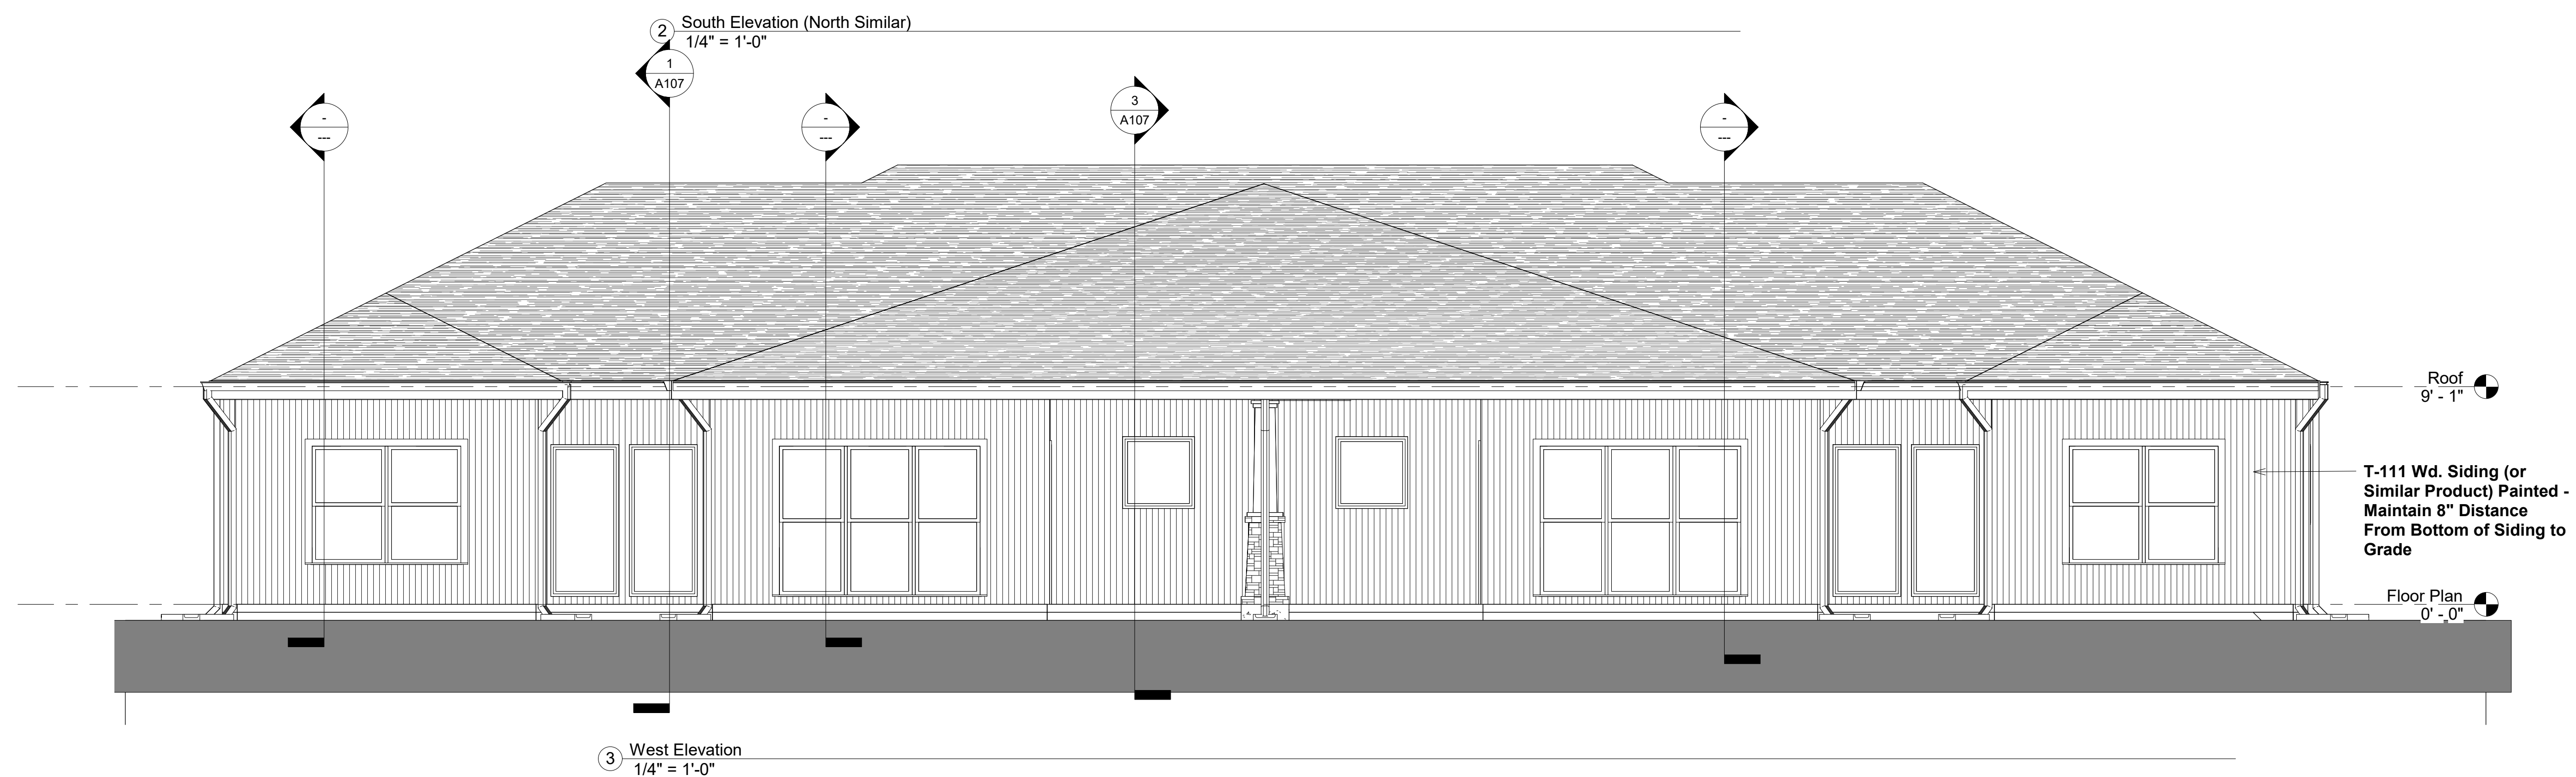 2
South Elevation (North Similar)
1/4" = 1'-0"
1
A107
-
---
-
---
3
A107
-
---
Roof
9' - 1"
T-111 Wd. Siding (or
Similar Product) Painted -
Maintain 8" Distance
From Bottom of Siding to
Grade
Floor Plan
0' - 0"
3
West Elevation
1/4" = 1'-0"